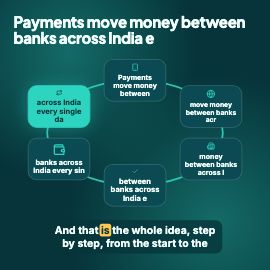 Payments move money between
banks across India e
Payments
move money
between
across India
every single
da
move money
between banks
acr
banks across
India every sin
money
between banks
across I
between
banks across
India e
And that is the whole idea, step
by step, from the start to the